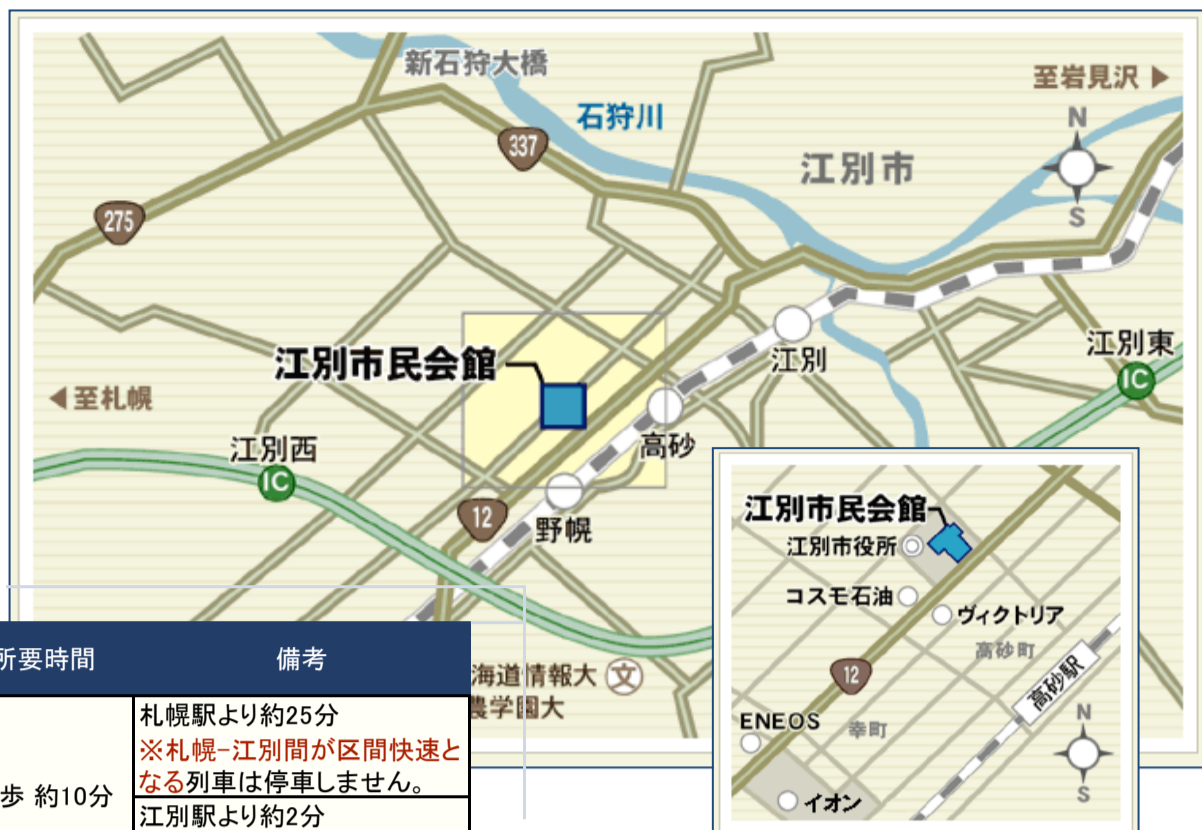 新石狩大橋
至岩見沢 ▶
石狩川
N
337
江別市
S
275
江別市民会館
江別
江別東
IC
◀至札幌
高砂
江別西
IC
12
野幌
海道情報大 文
農学園大
江別市民会館
江別市役所
コスモ石油
ヴィクトリア
高砂町
12
高砂駅
ENEOS
幸町
N
S
イオン
所要時間
備考
札幌駅より約25分
※札幌-江別間が区間快速と
なる列車は停車しません。
歩 約10分
江別駅より約2分